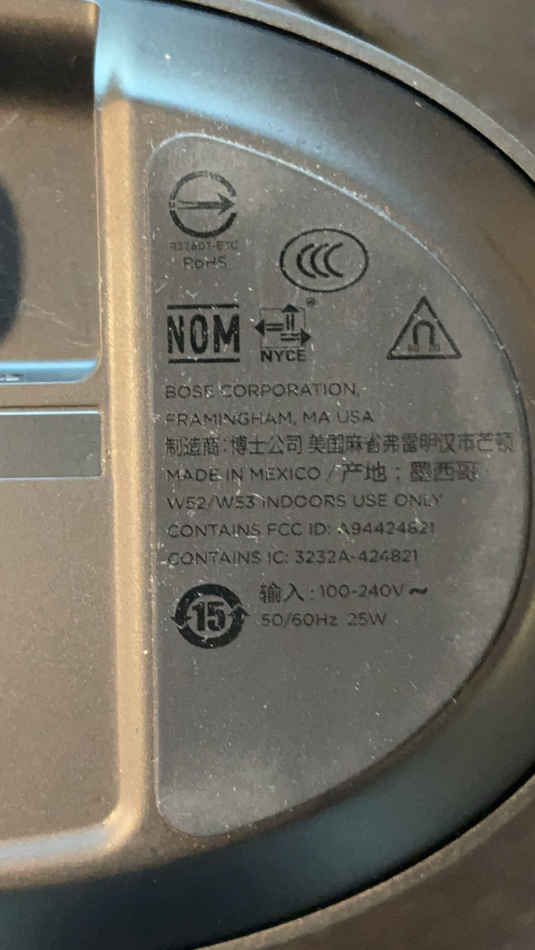 RoHS
NOM
NYCE
®
BOSE CORPORATION,
FRAMINGHAM, MA USA
制造商:博士公司 美国麻省弗雷明汉市芒顿
MADE IN MEXICO / 产地:墨西哥
W52/W53 INDOORS USE ONLY
CONTAINS FCC ID: A94424821
CONTAINS IC: 3232A-424821
15
输入:100-240V~
50/60Hz 25W